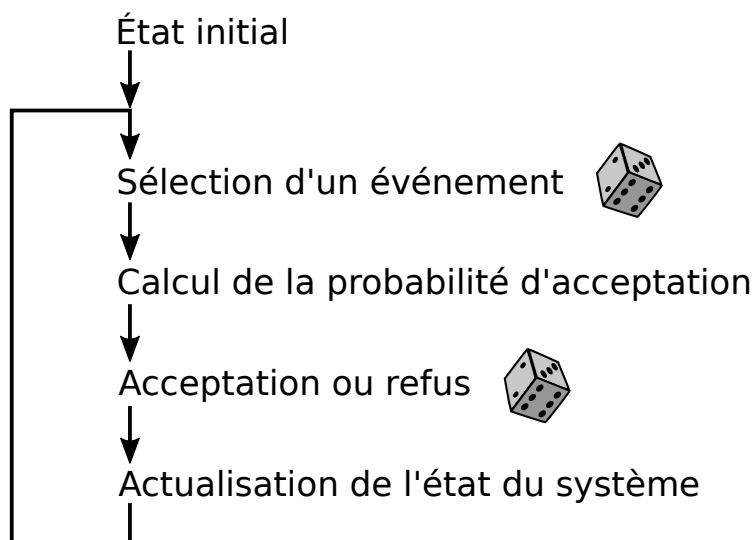 État initial
Sélection d'un événement
Calcul de la probabilité d'acceptation
Acceptation ou refus
Actualisation de l'état du système